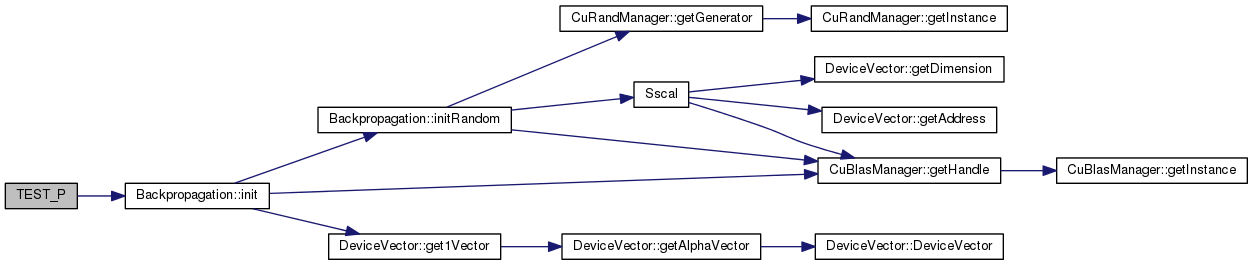 CuRandManager::getGenerator
CuRandManager::getInstance
DeviceVector::getDimension
Sscal
Backpropagation::initRandom
DeviceVector::getAddress
CuBlasManager::getHandle
CuBlasManager::getInstance
TEST_P
Backpropagation::init
DeviceVector::get1Vector
DeviceVector::getAlphaVector
DeviceVector::DeviceVector